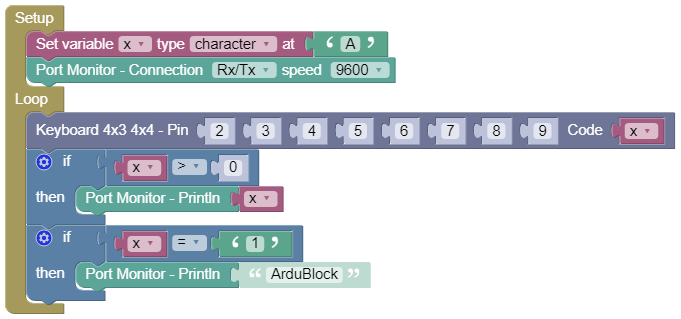 Setup
Set variable x type character at ‘ A ’
Port Monitor - Connection Rx/Tx speed 9600
Loop
Keyboard 4x3 4x4 - Pin 2 3 4 5 6 7 8 9 Code x
if x > 0
then Port Monitor - Println x
if x = ‘ 1 ’
then Port Monitor - Println “ ArduBlock ”